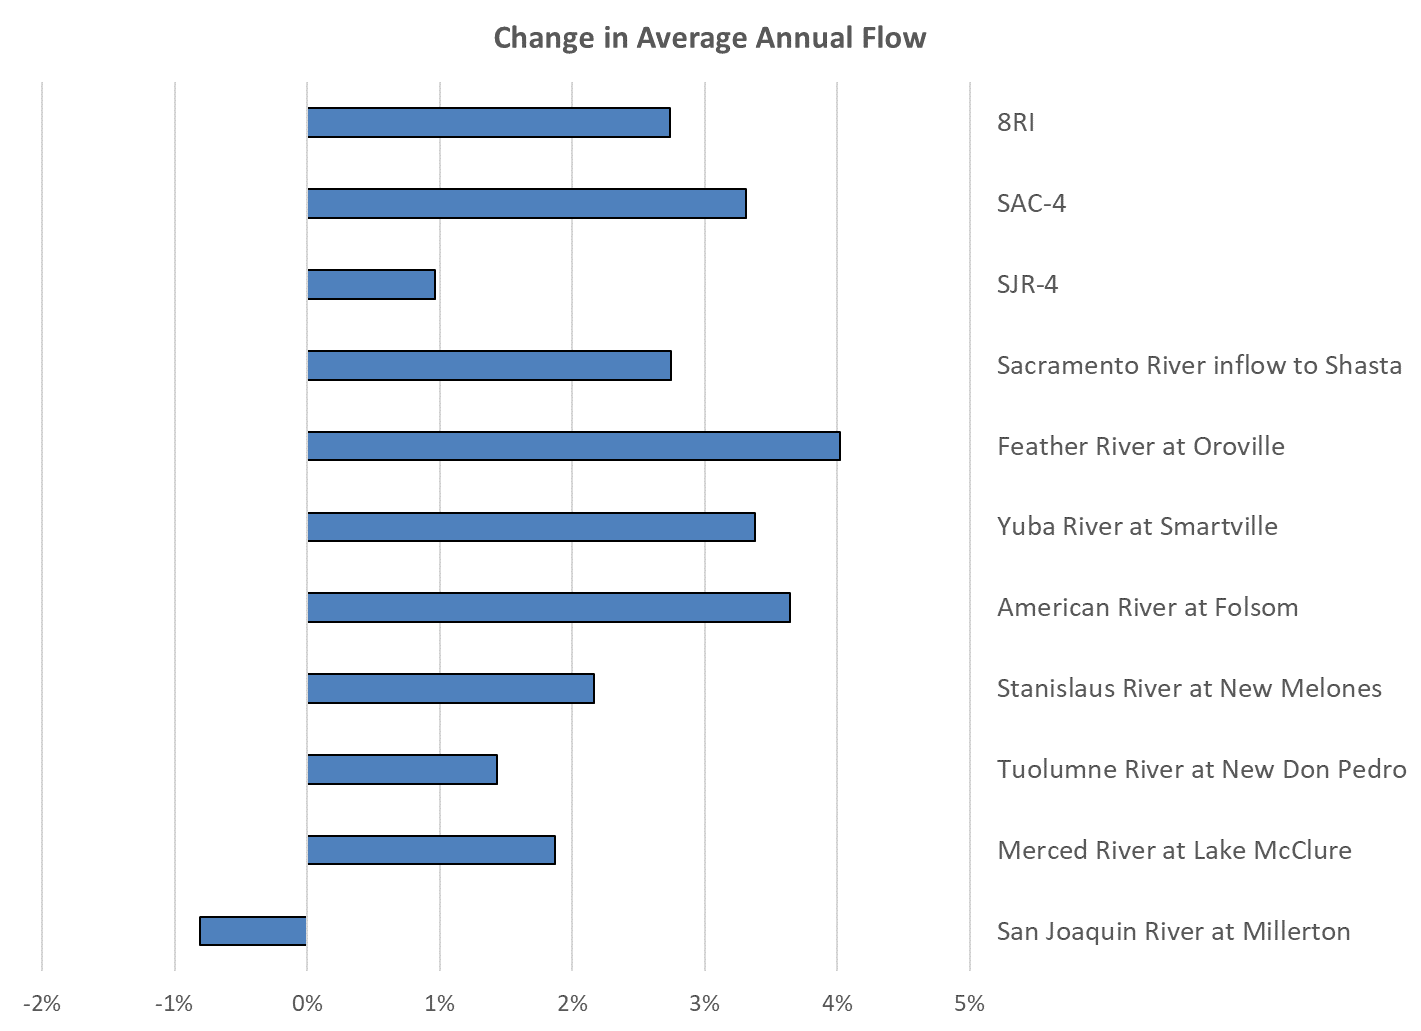 Change in Average Annual Flow
8RI
SAC-4
SJR-4
Sacramento River inflow to Shasta
Feather River at Oroville
Yuba River at Smartville
American River at Folsom
Stanislaus River at New Melones
Tuolumne River at New Don Pedro
Merced River at Lake McClure
San Joaquin River at Millerton
-2% -1% 0% 1% 2% 3% 4% 5%